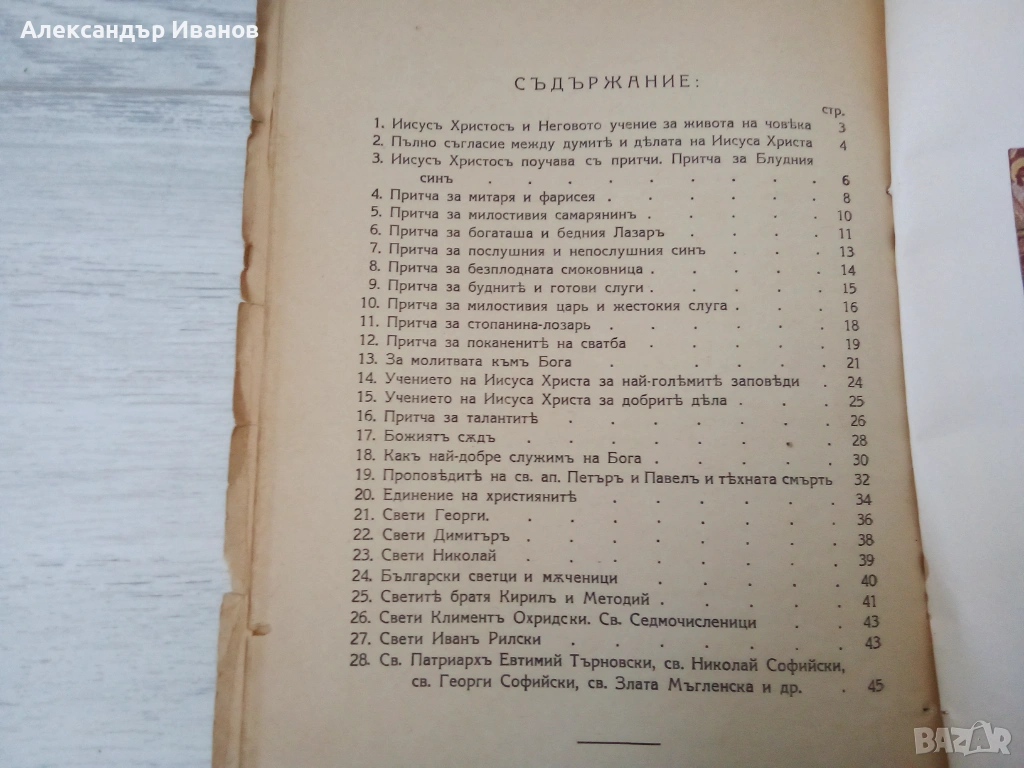 Александър Иванов
СЪДЪРЖАНИЕ:
стр.
1. Иисусъ Христосъ и Неговото учение за живота на човѣка 3
2. Пълно съгласие между думитѣ и дѣлата на Иисуса Христа 4
3. Иисусъ Христосъ поучава съ притчи. Притча за Блудния
синъ . . . . . . . . . 6
4. Притча за митаря и фарисея . . . . . . 8
5. Притча за милостивия самарянинъ . . . . . 10
6. Притча за богаташа и бедния Лазаръ . . . . 11
7. Притча за послушния и непослушния синъ . . . 13
8. Притча за безплодната смоковница . . . . . 14
9. Притча за буднитѣ и готови слуги . . . . . 15
10. Притча за милостивия царь и жестокия слуга . . . 16
11. Притча за стопанина-лозарь . . . . . . 18
12. Притча за поканенитѣ на сватба . . . . . 19
13. За молитвата къмъ Бога . . . . . . 21
14. Учението на Иисуса Христа за най-голѣмитѣ заповѣди . 24
15. Учението на Иисуса Христа за добритѣ дѣла . . . 25
16. Притча за талантитѣ . . . . . . . 26
17. Божиятъ сѫдъ . . . . . . . . 28
18. Какъ най-добре служимъ на Бога . . . . . 30
19. Проповѣдитѣ на св. ап. Петъръ и Павелъ и тѣхната смърть 32
20. Единение на християнитѣ . . . . . . 34
21. Свети Георги. . . . . . . . . 36
22. Свети Димитъръ . . . . . . . . 38
23. Свети Николай . . . . . . . . 39
24. Български светци и мѫченици . . . . . 40
25. Светитѣ братя Кирилъ и Методий . . . . . 41
26. Свети Климентъ Охридски. Св. Седмочисленици . . 43
27. Свети Иванъ Рилски . . . . . . . 43
28. Св. Патриархъ Евтимий Търновски, св. Николай Софийски,
св. Георги Софийски, св. Злата Мъгленска и др. . 45
BAZAR